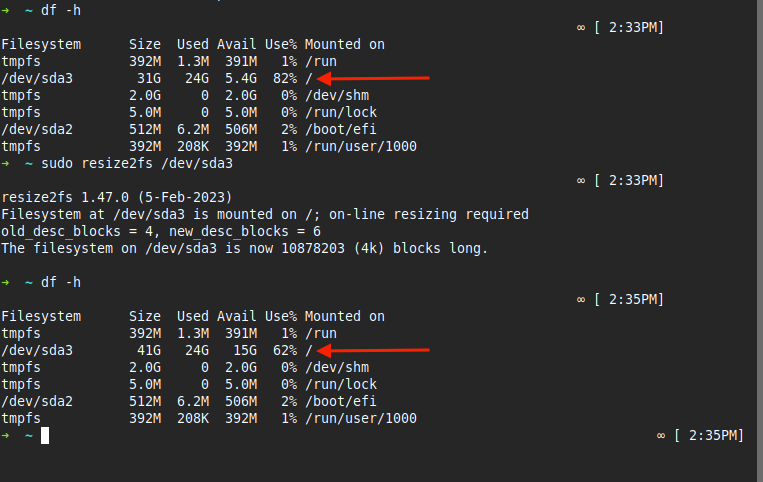 ➜  ~ df -h
∞ [ 2:33PM]
Filesystem      Size  Used Avail Use% Mounted on
tmpfs           392M  1.3M  391M   1% /run
/dev/sda3        31G   24G  5.4G  82% /
tmpfs           2.0G     0  2.0G   0% /dev/shm
tmpfs           5.0M     0  5.0M   0% /run/lock
/dev/sda2       512M  6.2M  506M   2% /boot/efi
tmpfs           392M  208K  392M   1% /run/user/1000
➜  ~ sudo resize2fs /dev/sda3
∞ [ 2:33PM]
resize2fs 1.47.0 (5-Feb-2023)
Filesystem at /dev/sda3 is mounted on /; on-line resizing required
old_desc_blocks = 4, new_desc_blocks = 6
The filesystem on /dev/sda3 is now 10878203 (4k) blocks long.
➜  ~ df -h
∞ [ 2:35PM]
Filesystem      Size  Used Avail Use% Mounted on
tmpfs           392M  1.3M  391M   1% /run
/dev/sda3        41G   24G   15G  62% /
tmpfs           2.0G     0  2.0G   0% /dev/shm
tmpfs           5.0M     0  5.0M   0% /run/lock
/dev/sda2       512M  6.2M  506M   2% /boot/efi
tmpfs           392M  208K  392M   1% /run/user/1000
➜  ~ ∞ [ 2:35PM]